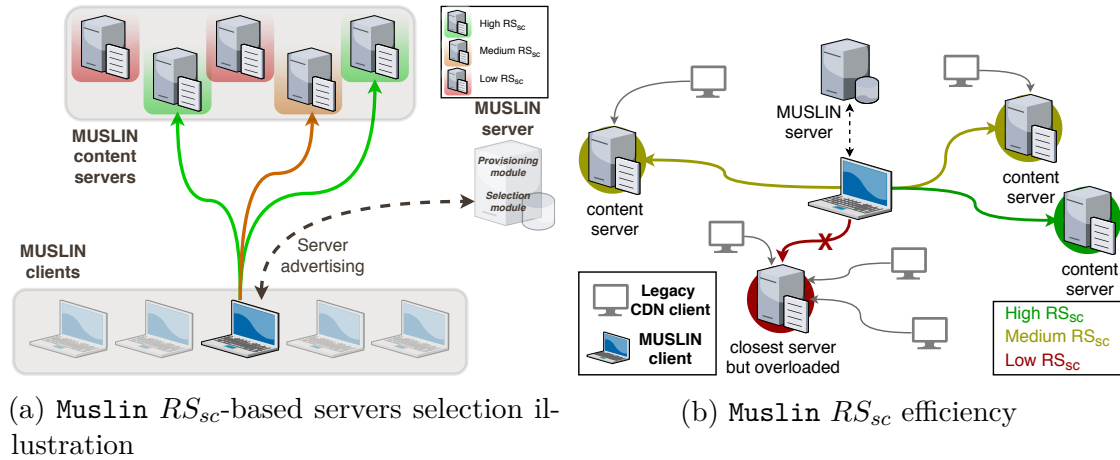 High RSsc
Medium RSsc
Low RSsc
MUSLIN
content
servers
MUSLIN
server
Provisioning
module
Selection
module
Server
advertising
MUSLIN
clients
(a) Muslin RSsc-based servers selection il-
lustration
MUSLIN
server
content
server
content
server
content
server
X
closest server
but overloaded
Legacy
CDN client
MUSLIN
client
High RSsc
Medium RSsc
Low RSsc
(b) Muslin RSsc efficiency